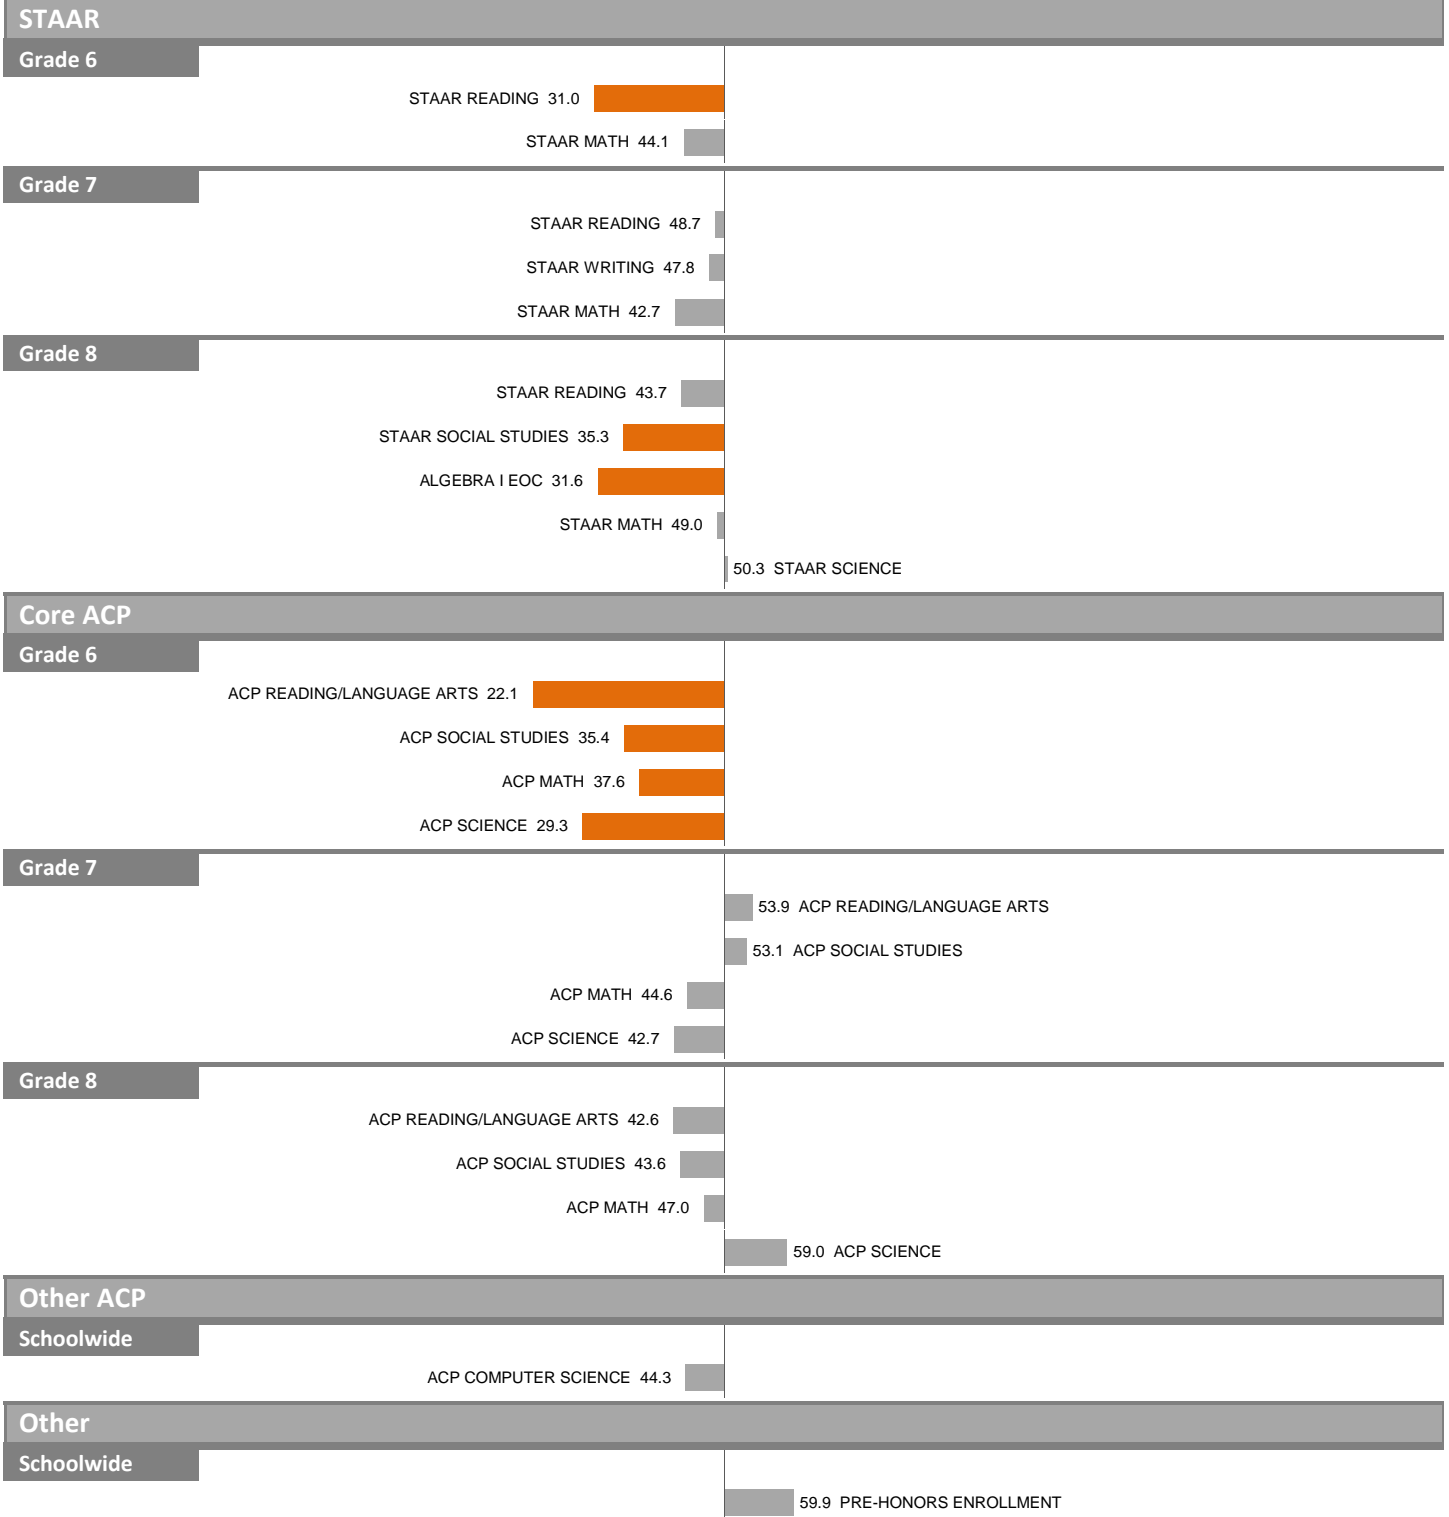 STAAR
Grade 6
STAAR READING 31.0
STAAR MATH 44.1
Grade 7
STAAR READING 48.7
STAAR WRITING 47.8
STAAR MATH 42.7
Grade 8
STAAR READING 43.7
STAAR SOCIAL STUDIES 35.3
ALGEBRA I EOC 31.6
STAAR MATH 49.0
50.3 STAAR SCIENCE
Core ACP
Grade 6
ACP READING/LANGUAGE ARTS 22.1
ACP SOCIAL STUDIES 35.4
ACP MATH 37.6
ACP SCIENCE 29.3
Grade 7
53.9 ACP READING/LANGUAGE ARTS
53.1 ACP SOCIAL STUDIES
ACP MATH 44.6
ACP SCIENCE 42.7
Grade 8
ACP READING/LANGUAGE ARTS 42.6
ACP SOCIAL STUDIES 43.6
ACP MATH 47.0
59.0 ACP SCIENCE
Other ACP
Schoolwide
ACP COMPUTER SCIENCE 44.3
Other
Schoolwide
59.9 PRE-HONORS ENROLLMENT